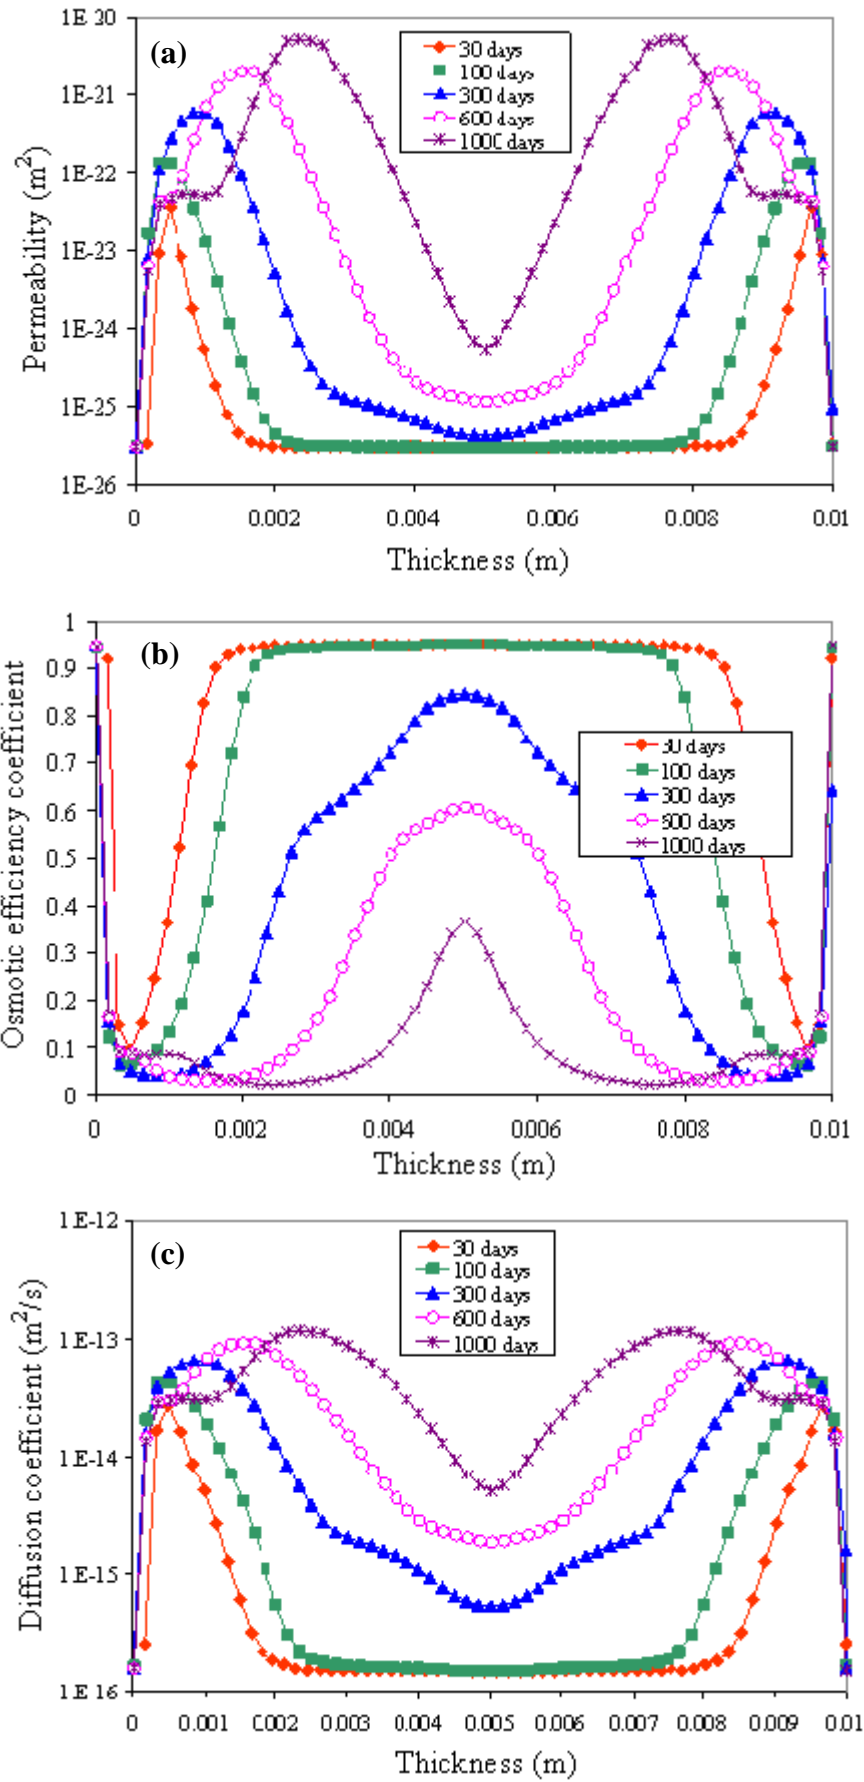 1E 20
(a)
30 days
100 days
1E-21
300 days
600 days
1000 days
1E-22
Permeability (m²)
1E-23
1E-24
1E-25
1E-26
0 0.002 0.004 0.006 0.008 0.01
Thickness (m)
1
(b)
0.9
0.8
30 days
0.7
100 days
300 days
0.6
600 days
1000 days
0.5
Osmotic efficiency coefficient
0.4
0.3
0.2
0.1
0
0 0.002 0.004 0.006 0.008 0.01
Thickness (m)
1E-12
(c)
30 days
100 days
300 days
600 days
1E-13
1000 days
Diffusion coefficient (m²/s)
1E-14
1E-15
1E 16
0 0.001 0.002 0.003 0.004 0.005 0.006 0.007 0.008 0.009 0.01
Thickness (m)